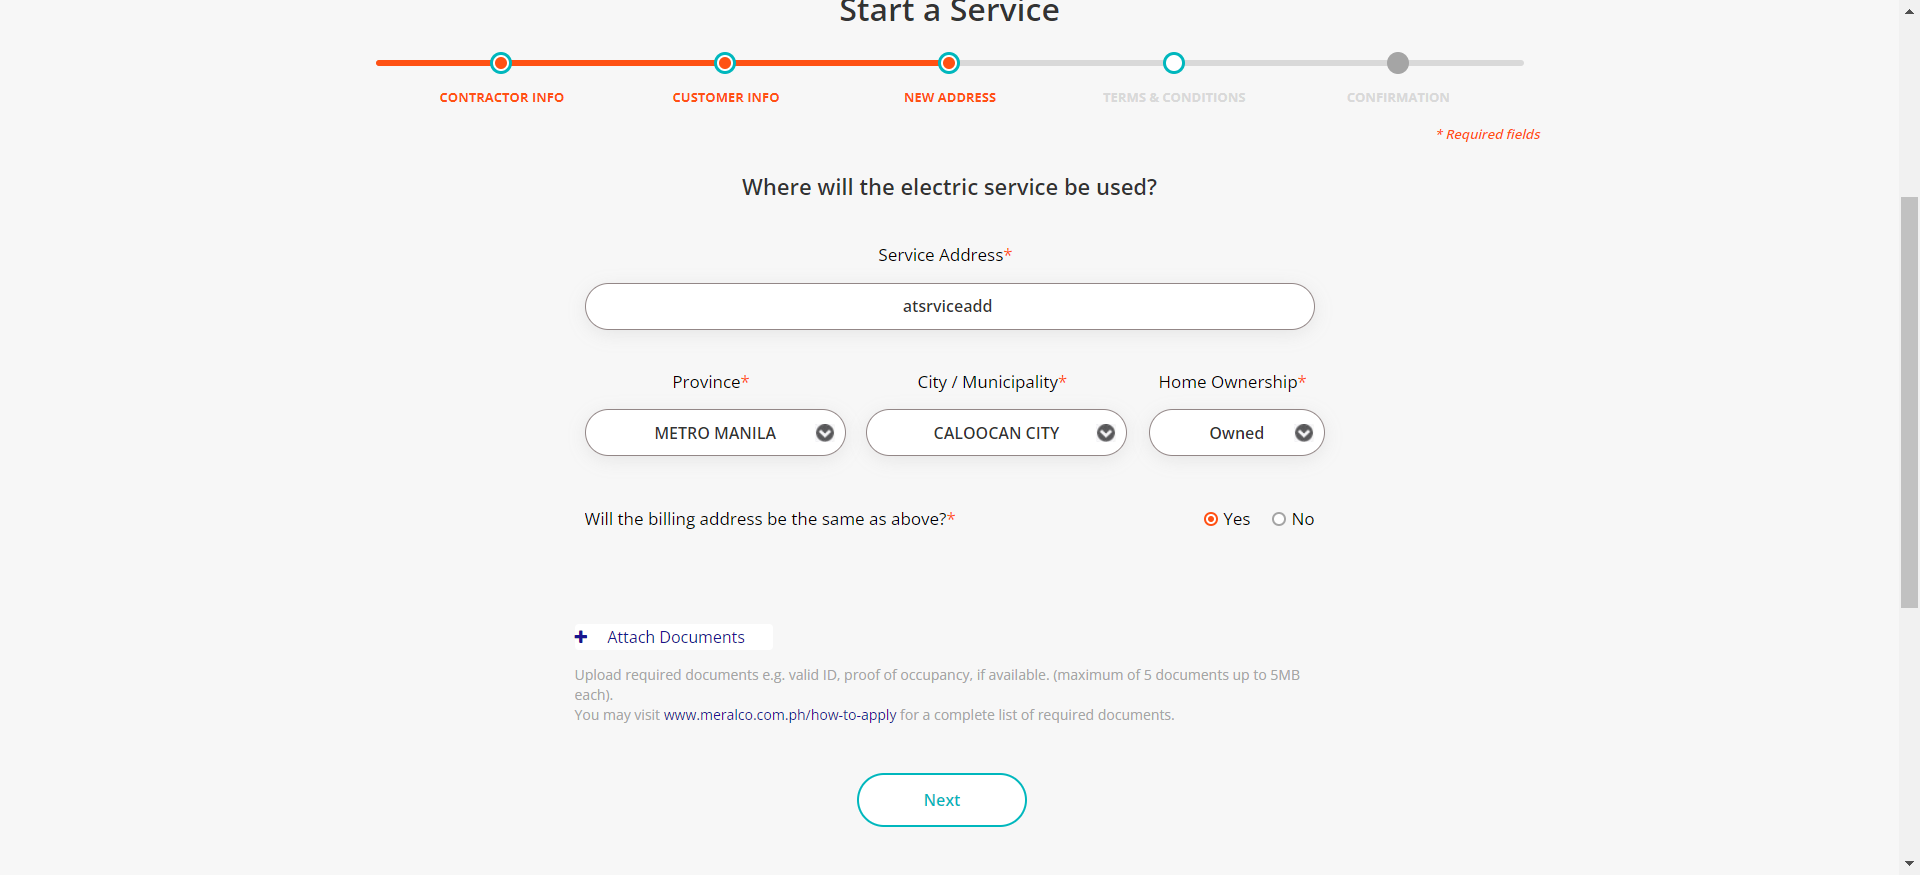 Start a Service
CONTRACTOR INFO
CUSTOMER INFO
NEW ADDRESS
TERMS & CONDITIONS
CONFIRMATION
* Required fields
Where will the electric service be used?
Service Address*
atsrviceadd
Province*
City / Municipality*
Home Ownership*
METRO MANILA
CALOOCAN CITY
Owned
Will the billing address be the same as above?*
Yes
No
Attach Documents
Upload required documents e.g. valid ID, proof of occupancy, if available. (maximum of 5 documents up to 5MB
each).
You may visit www.meralco.com.ph/how-to-apply for a complete list of required documents.
Next